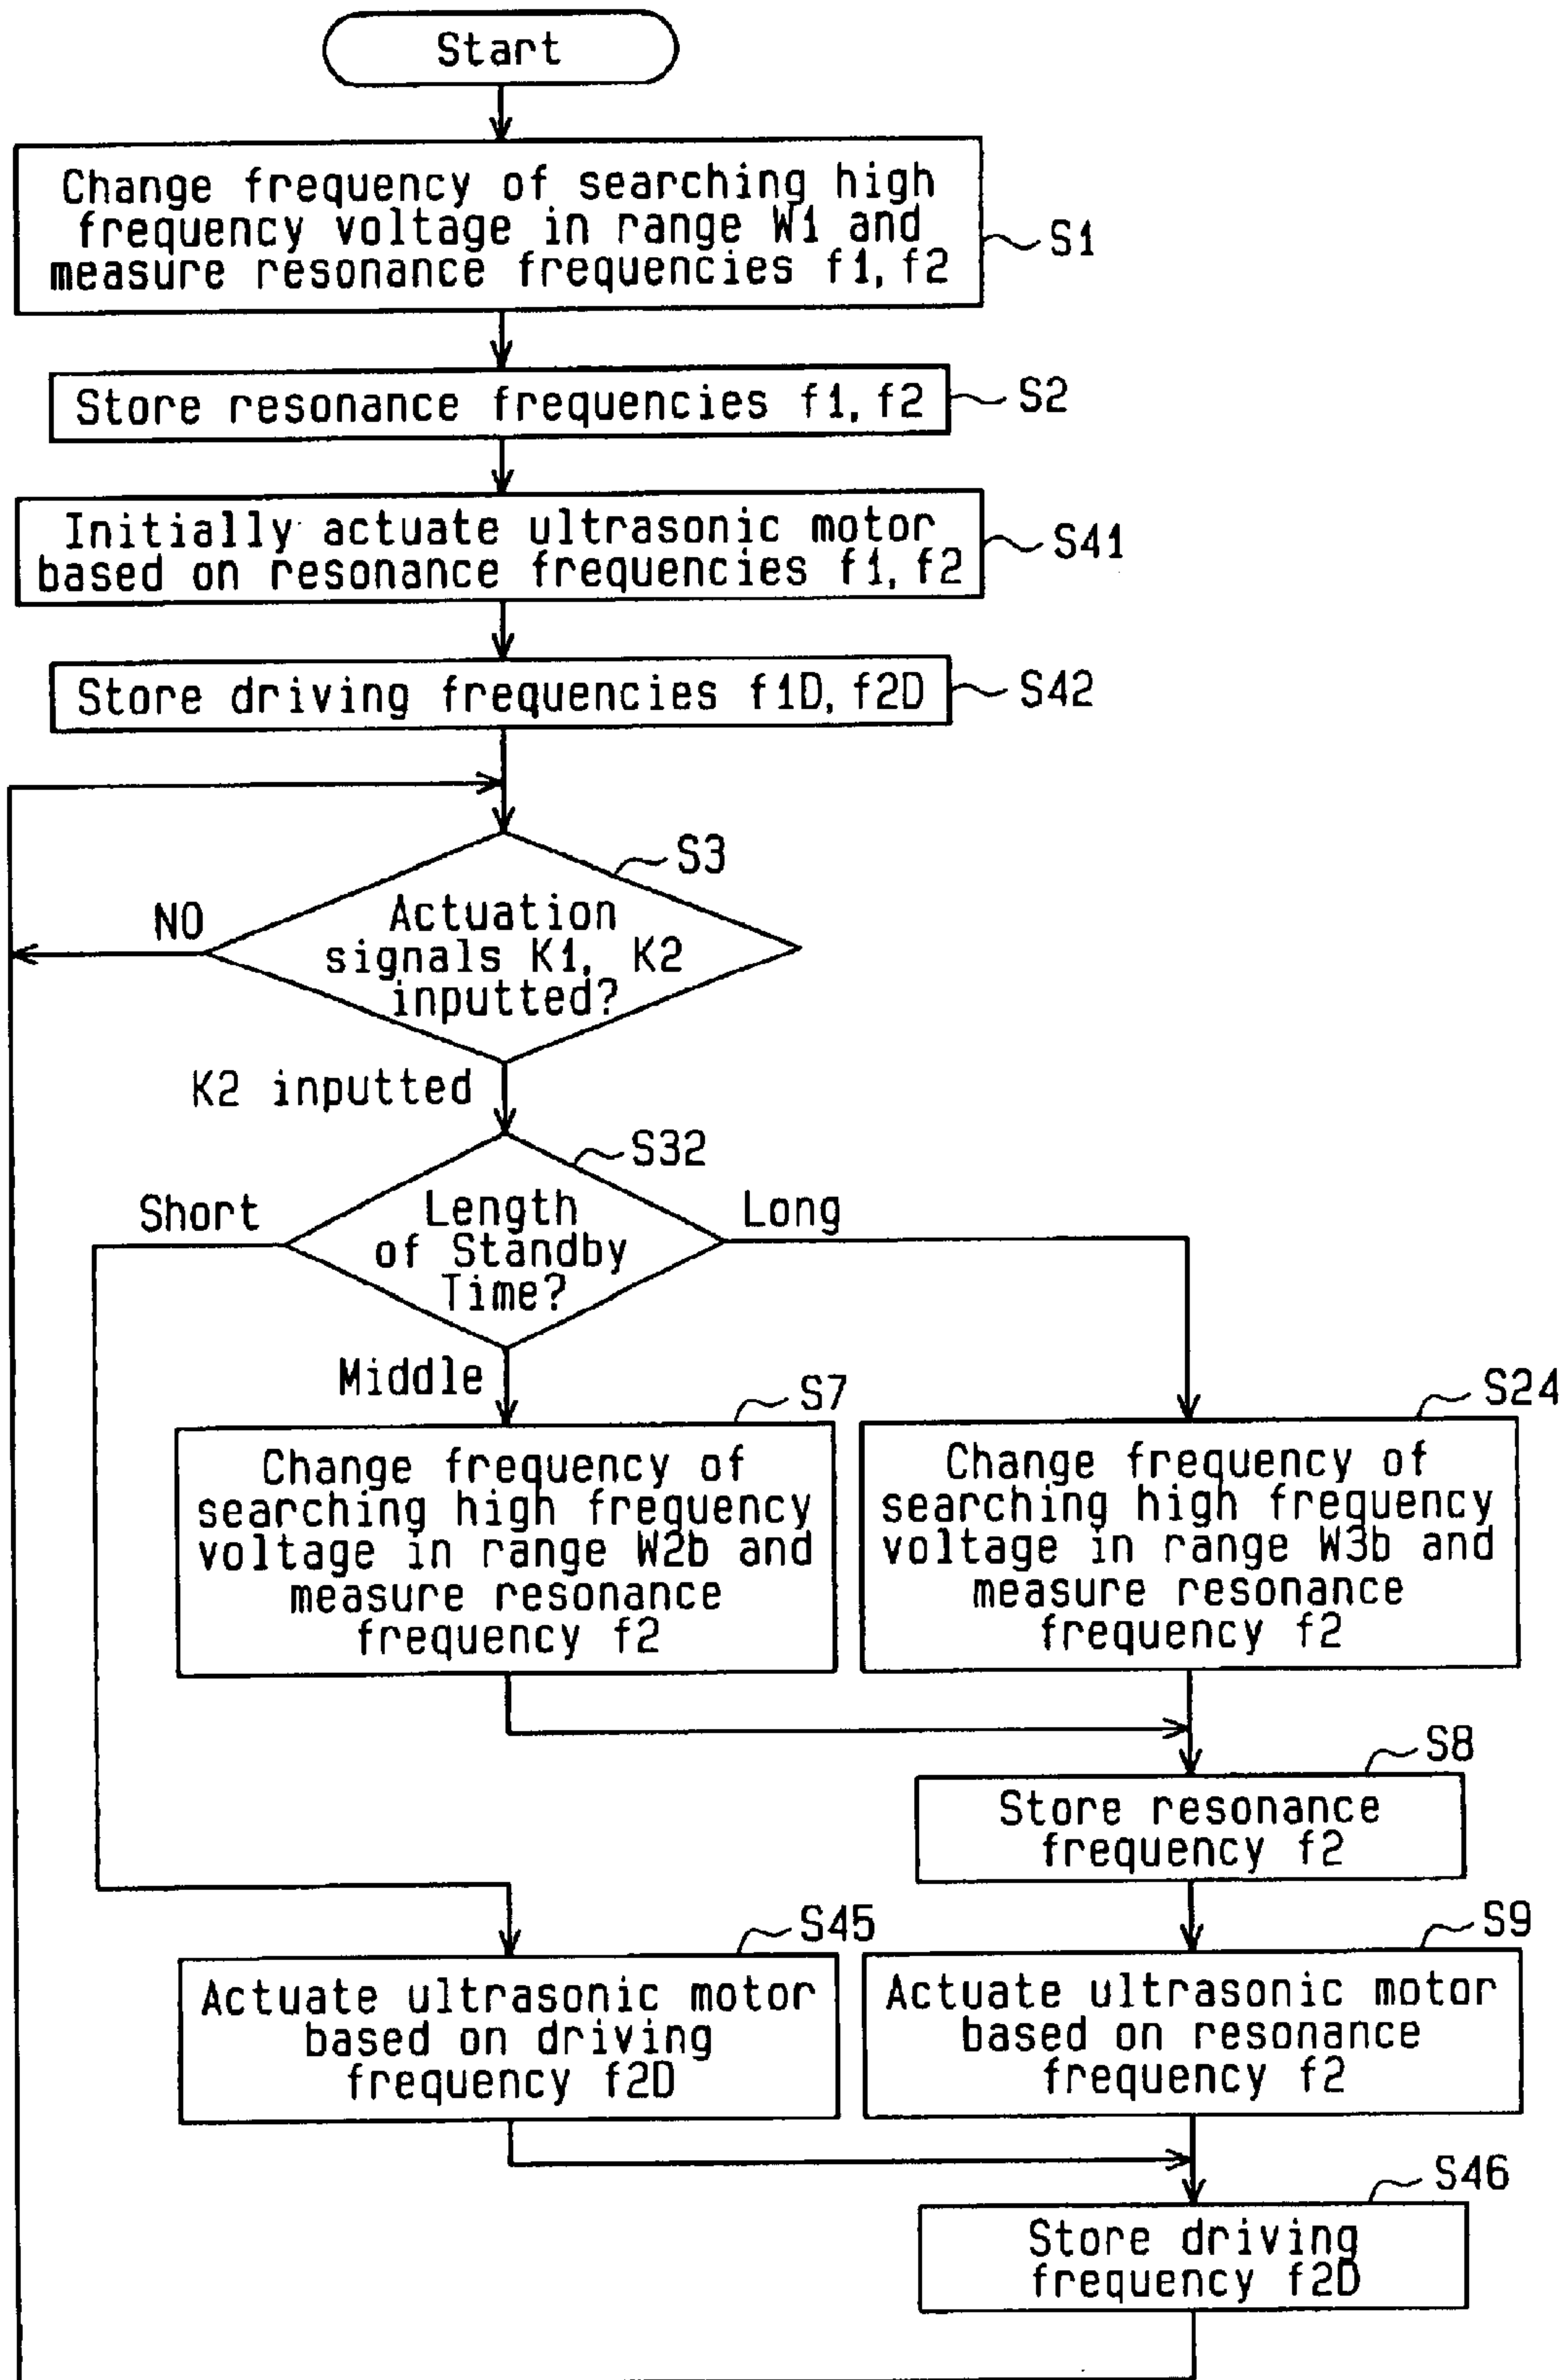 Start
Change frequency of searching high
frequency voltage in range W1 and
measure resonance frequencies f1, f2
S1
Store resonance frequencies f1, f2
S2
Initially actuate ultrasonic motor
based on resonance frequencies f1, f2
S41
Store driving frequencies f1D, f2D
S42
S3
Actuation
signals K1, K2
inputted?
NO
K2 inputted
S32
Length
of Standby
Time?
Short
Long
Middle
S7
Change frequency of
searching high frequency
voltage in range W2b and
measure resonance
frequency f2
S24
Change frequency of
searching high frequency
voltage in range W3b and
measure resonance
frequency f2
S8
Store resonance
frequency f2
S45
Actuate ultrasonic motor
based on driving
frequency f2D
S9
Actuate ultrasonic motor
based on resonance
frequency f2
S46
Store driving
frequency f2D